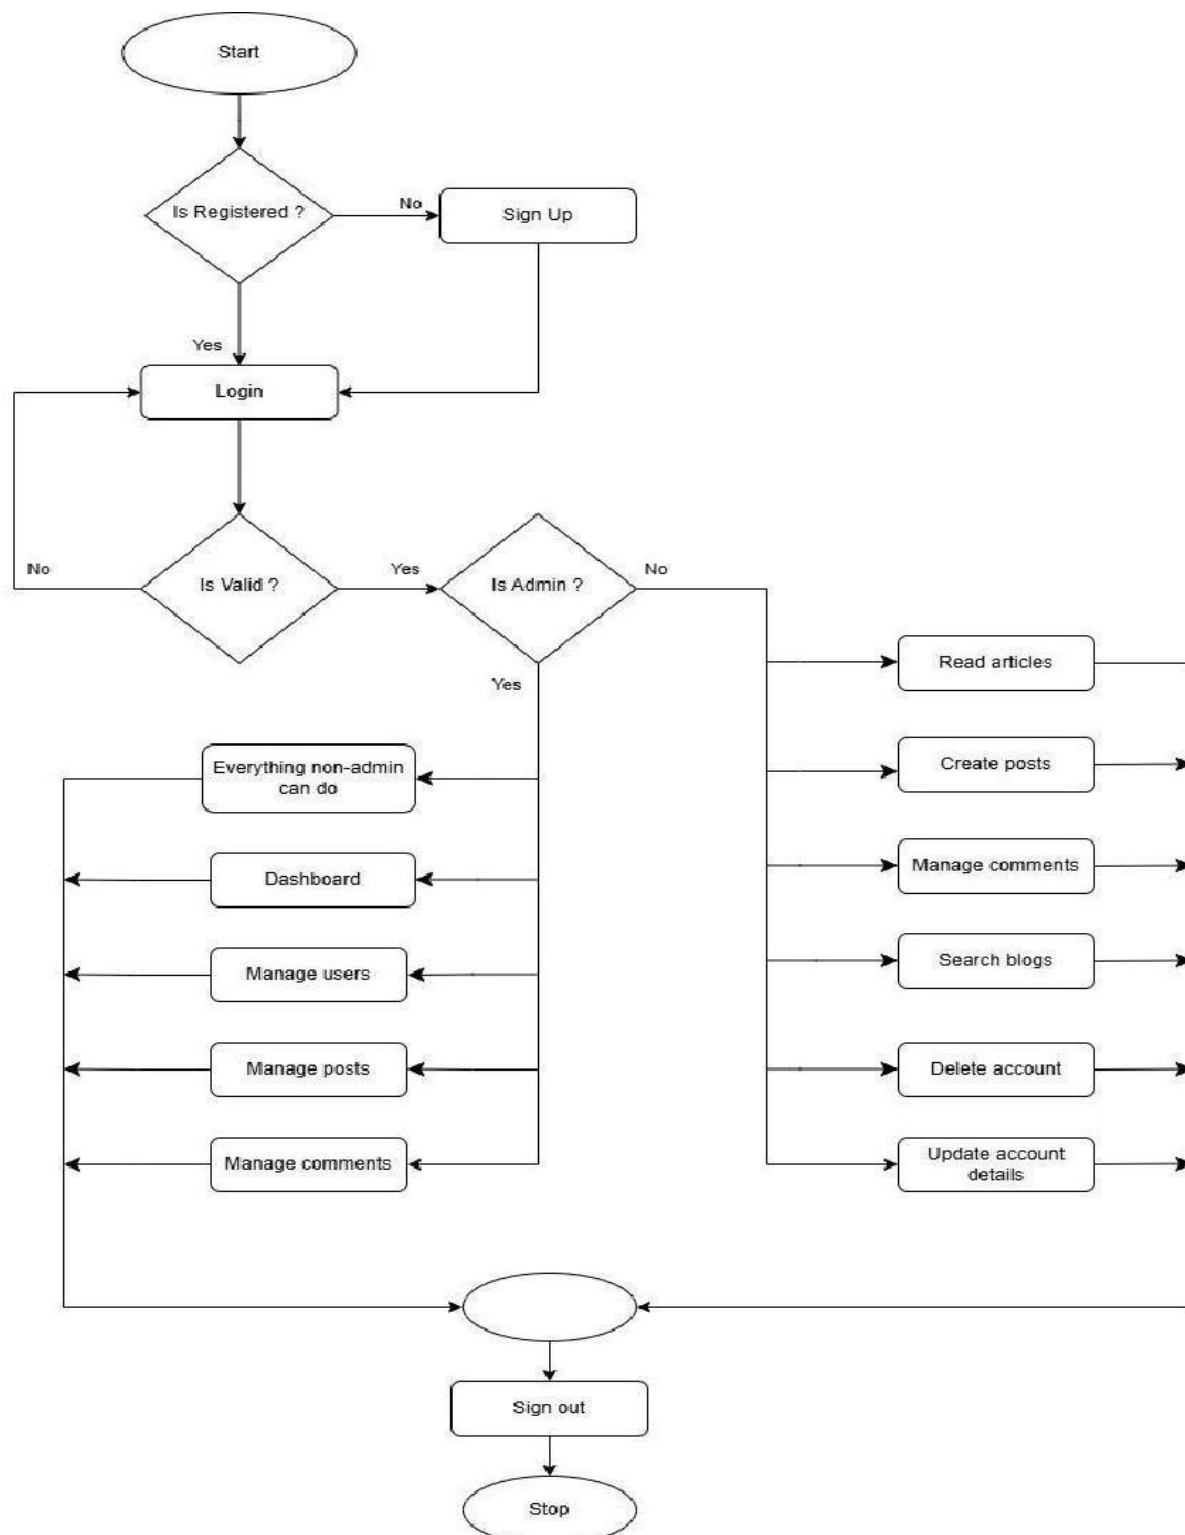 Start
Is Registered ?
No
Sign Up
Yes
Login
No
Is Valid ?
Yes
Is Admin ?
No
Yes
Read articles
Create posts
Manage comments
Search blogs
Delete account
Update account
details
Everything non-admin
can do
Dashboard
Manage users
Manage posts
Manage comments
Sign out
Stop